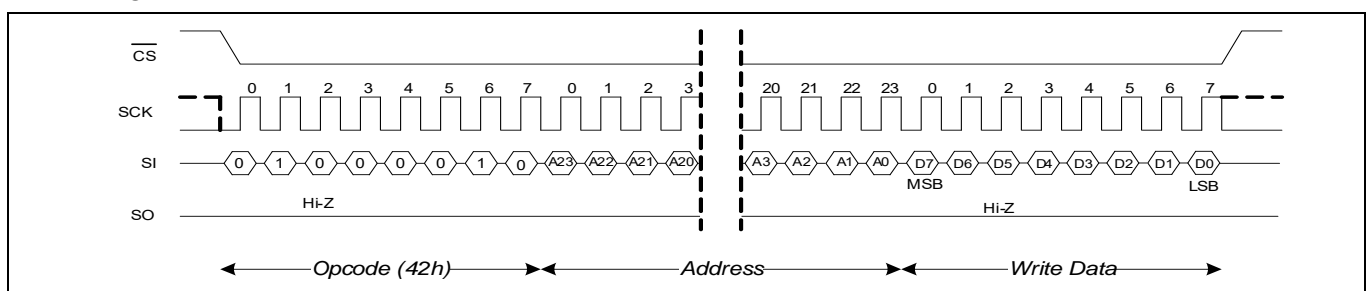 CS
0 1 2 3 4 5 6 7 0 1 2 3 20 21 22 23 0 1 2 3 4 5 6 7
SCK
SI 0 1 0 0 0 0 1 0 A23 A22 A21 A20 A3 A2 A1 A0 D7 D6 D5 D4 D3 D2 D1 D0
MSB LSB
Hi-Z Hi-Z
SO
Opcode (42h) Address Write Data